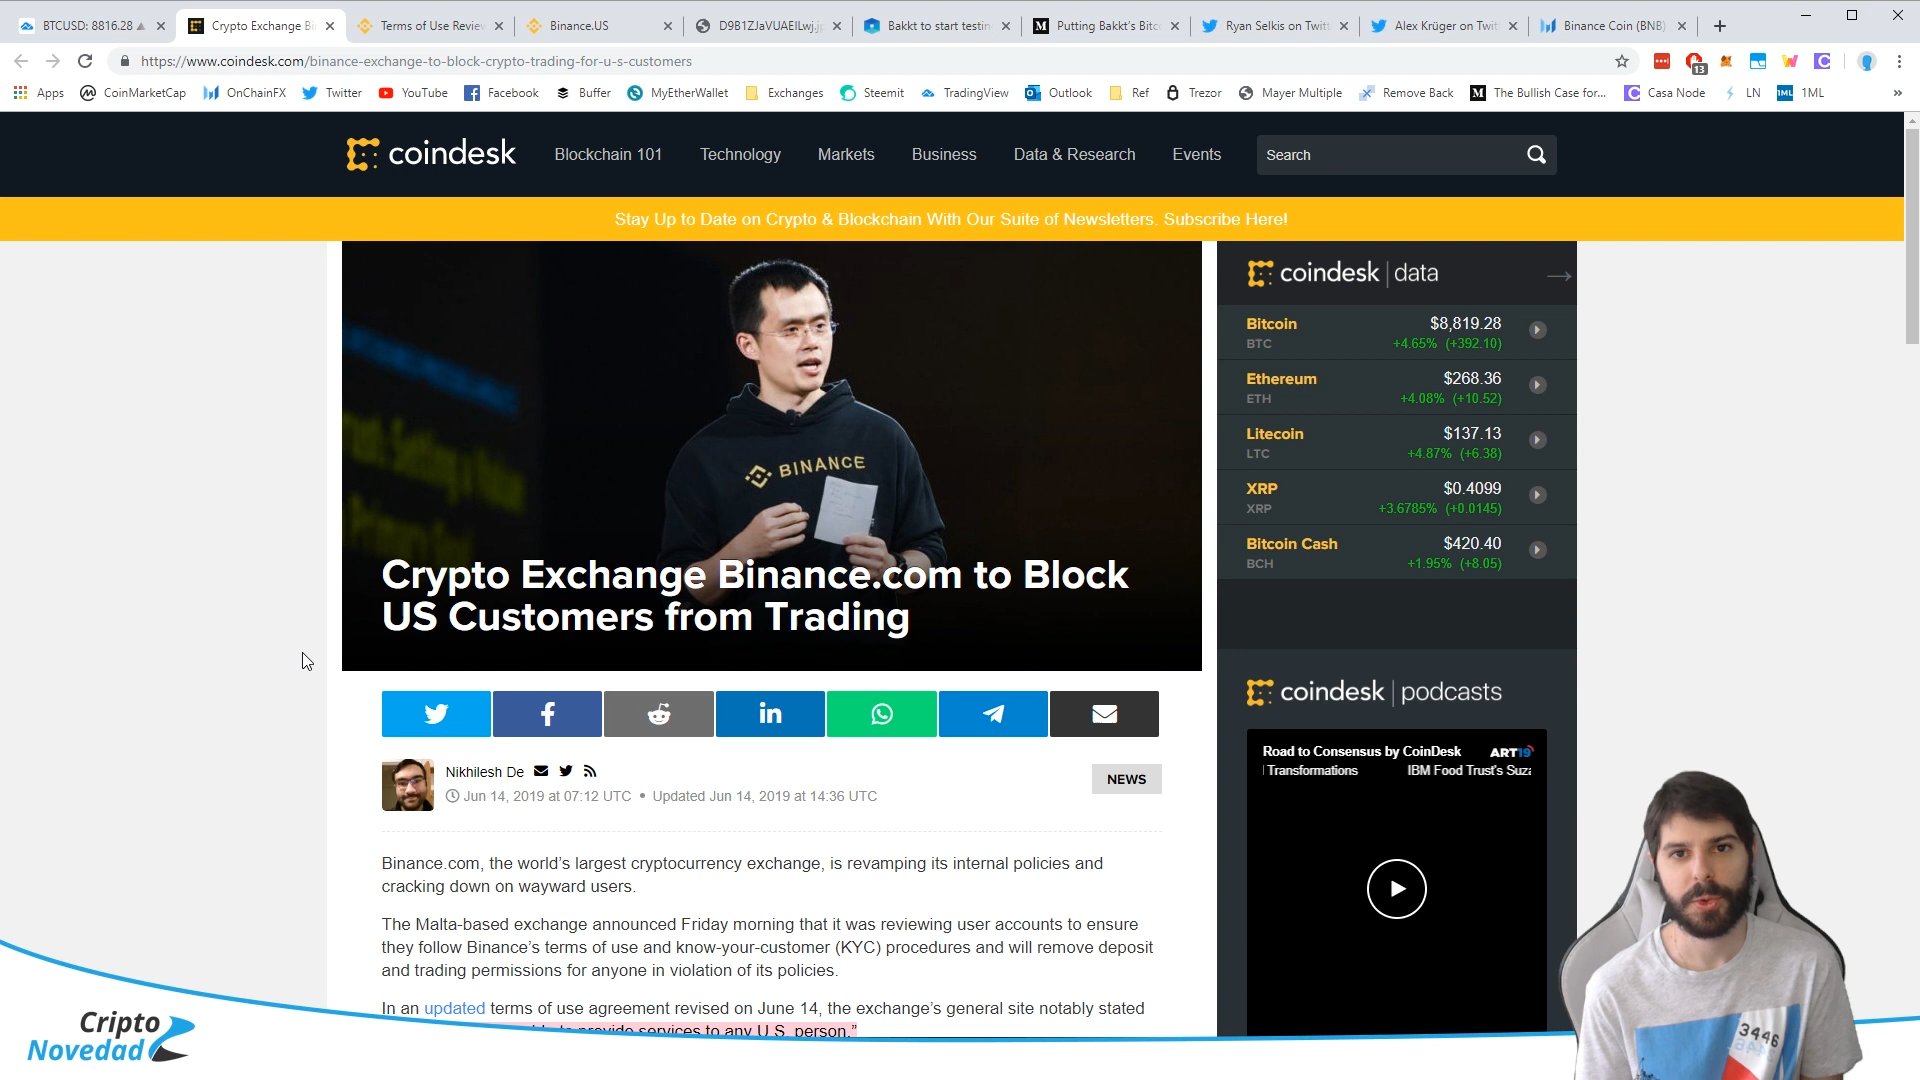 BTCUSD: 8816.28
Crypto Exchange Bi
Terms of Use Review
Binance.US
D9B1ZJaVUAEILwj.j
Bakkt to start testin
Putting Bakkt's Bitc
Ryan Selkis on Twitt
Alex Krüger on Twit
Binance Coin (BNB)
https://www.coindesk.com/binance-exchange-to-block-crypto-trading-for-u-s-customers
13
Apps
CoinMarketCap
OnChainFX
Twitter
YouTube
Facebook
Buffer
MyEtherWallet
Exchanges
Steemit
TradingView
Outlook
Ref
Trezor
Mayer Multiple
Remove Back
The Bullish Case for...
Casa Node
LN
1ML
1ML
coindesk
Blockchain 101
Technology
Markets
Business
Data & Research
Events
Search
Stay Up to Date on Crypto & Blockchain With Our Suite of Newsletters. Subscribe Here!
BINANCE
Crypto Exchange Binance.com to Block
US Customers from Trading
coindesk | data
Bitcoin $8,819.28
BTC +4.65% (+392.10)
Ethereum $268.36
ETH +4.08% (+10.52)
Litecoin $137.13
LTC +4.87% (+6.38)
XRP $0.4099
XRP +3.6785% (+0.0145)
Bitcoin Cash $420.40
BCH +1.95% (+8.05)
coindesk | podcasts
Road to Consensus by CoinDesk ART19
Transformations IBM Food Trust's Suza
Nikhilesh De
Jun 14, 2019 at 07:12 UTC • Updated Jun 14, 2019 at 14:36 UTC
NEWS
Binance.com, the world's largest cryptocurrency exchange, is revamping its internal policies and
cracking down on wayward users.
The Malta-based exchange announced Friday morning that it was reviewing user accounts to ensure
they follow Binance's terms of use and know-your-customer (KYC) procedures and will remove deposit
and trading permissions for anyone in violation of its policies.
In an updated terms of use agreement revised on June 14, the exchange's general site notably stated
to provide services to any U.S. person."
Cripto
Novedad
3446